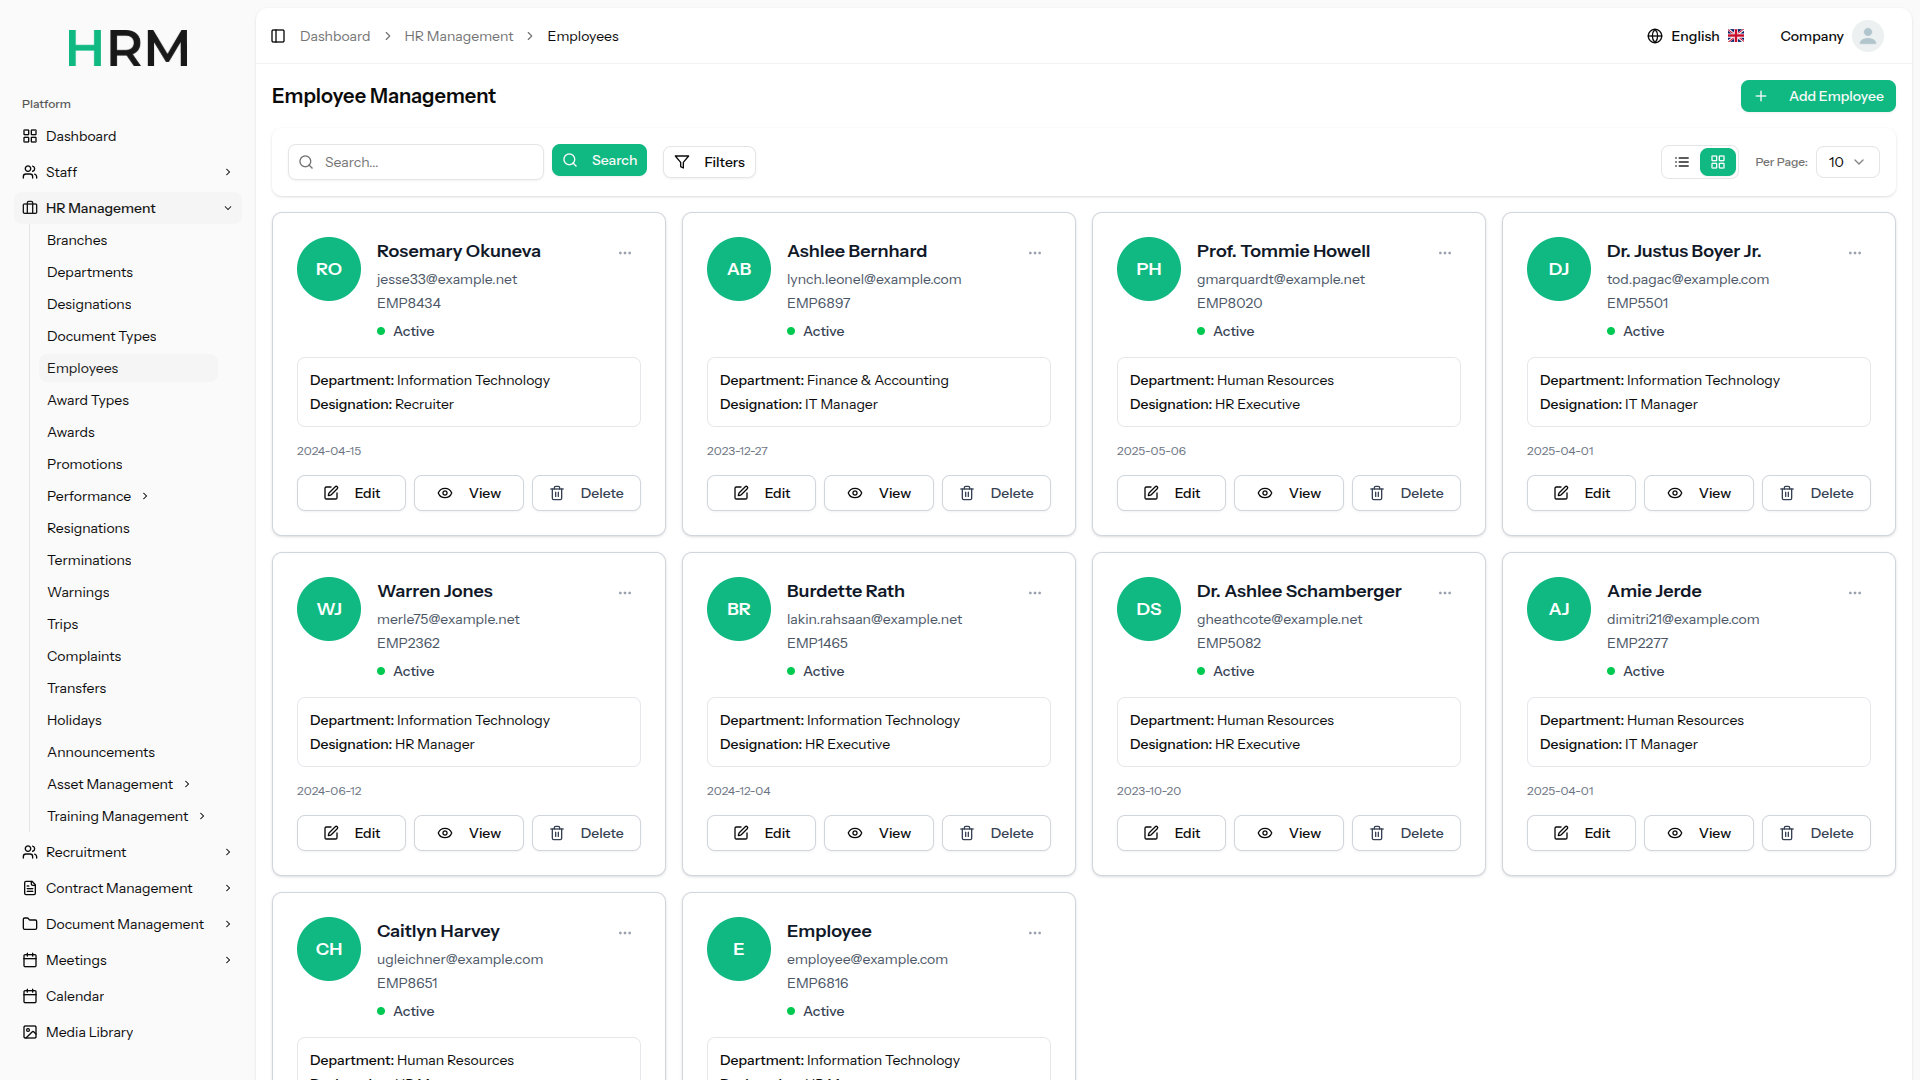 HRM
Platform
Dashboard
Staff
HR Management
Branches
Departments
Designations
Document Types
Employees
Award Types
Awards
Promotions
Performance
Resignations
Terminations
Warnings
Trips
Complaints
Transfers
Holidays
Announcements
Asset Management
Training Management
Recruitment
Contract Management
Document Management
Meetings
Calendar
Media Library
Dashboard > HR Management > Employees
English
Company
Employee Management
Add Employee
Search...
Search
Filters
Per Page: 10
RO
Rosemary Okuneva
jesse33@example.net
EMP8434
Active
Department: Information Technology
Designation: Recruiter
2024-04-15
Edit View Delete
AB
Ashlee Bernhard
lynch.leonel@example.com
EMP6897
Active
Department: Finance & Accounting
Designation: IT Manager
2023-12-27
Edit View Delete
PH
Prof. Tommie Howell
gmarquardt@example.net
EMP8020
Active
Department: Human Resources
Designation: HR Executive
2025-05-06
Edit View Delete
DJ
Dr. Justus Boyer Jr.
tod.pagac@example.com
EMP5501
Active
Department: Information Technology
Designation: IT Manager
2025-04-01
Edit View Delete
WJ
Warren Jones
merle75@example.net
EMP2362
Active
Department: Information Technology
Designation: HR Manager
2024-06-12
Edit View Delete
BR
Burdette Rath
lakin.rahsaan@example.net
EMP1465
Active
Department: Information Technology
Designation: HR Executive
2024-12-04
Edit View Delete
DS
Dr. Ashlee Schamberger
gheathcote@example.net
EMP5082
Active
Department: Human Resources
Designation: HR Executive
2023-10-20
Edit View Delete
AJ
Amie Jerde
dimitri21@example.com
EMP2277
Active
Department: Human Resources
Designation: IT Manager
2025-04-01
Edit View Delete
CH
Caitlyn Harvey
ugleichner@example.com
EMP8651
Active
Department: Human Resources
E
Employee
employee@example.com
EMP6816
Active
Department: Information Technology